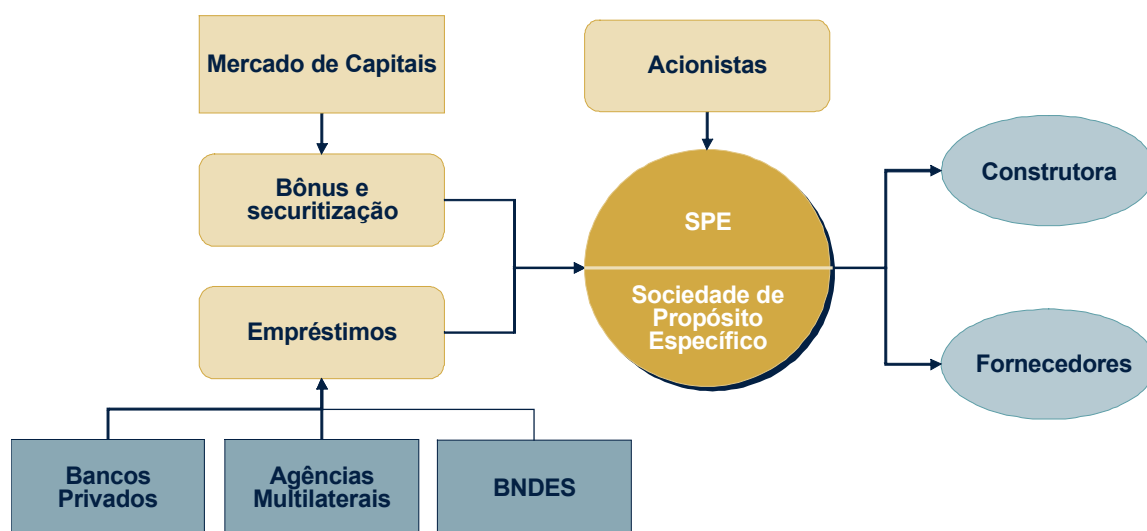 Mercado de Capitais
Acionistas
Bônus e
securitização
Construtora
SPE
Sociedade de
Propósito
Específico
Empréstimos
Fornecedores
Bancos
Privados
Agências
Multilaterais
BNDES